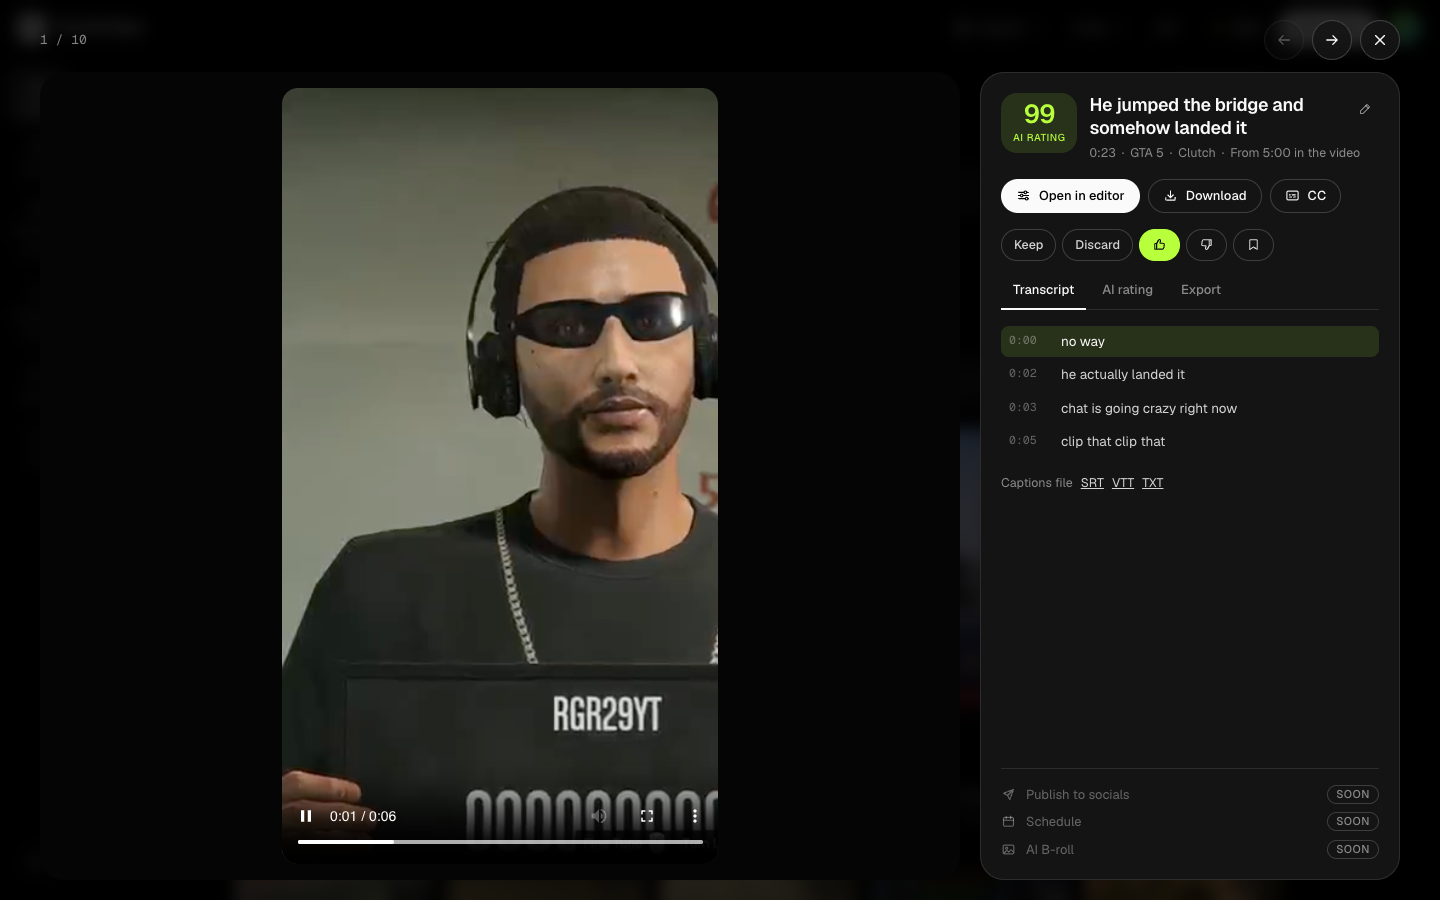 1 / 10
99
AI RATING
He jumped the bridge and
somehow landed it
0:23 · GTA 5 · Clutch · From 5:00 in the video
Open in editor
Download
CC
Keep
Discard
Transcript
AI rating
Export
0:00 no way
0:02 he actually landed it
0:03 chat is going crazy right now
0:05 clip that clip that
Captions file SRT VTT TXT
RGR29YT
0:01 / 0:06
Publish to socials SOON
Schedule SOON
AI B-roll SOON